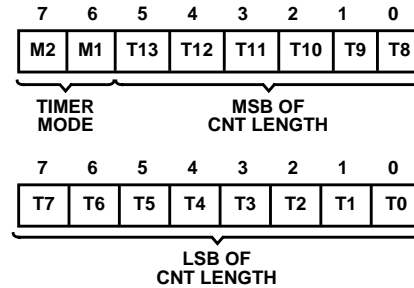 7 6 5 4 3 2 1 0
M2 M1 T13 T12 T11 T10 T9 T8
TIMER MODE
MSB OF CNT LENGTH
7 6 5 4 3 2 1 0
T7 T6 T5 T4 T3 T2 T1 T0
LSB OF
CNT LENGTH